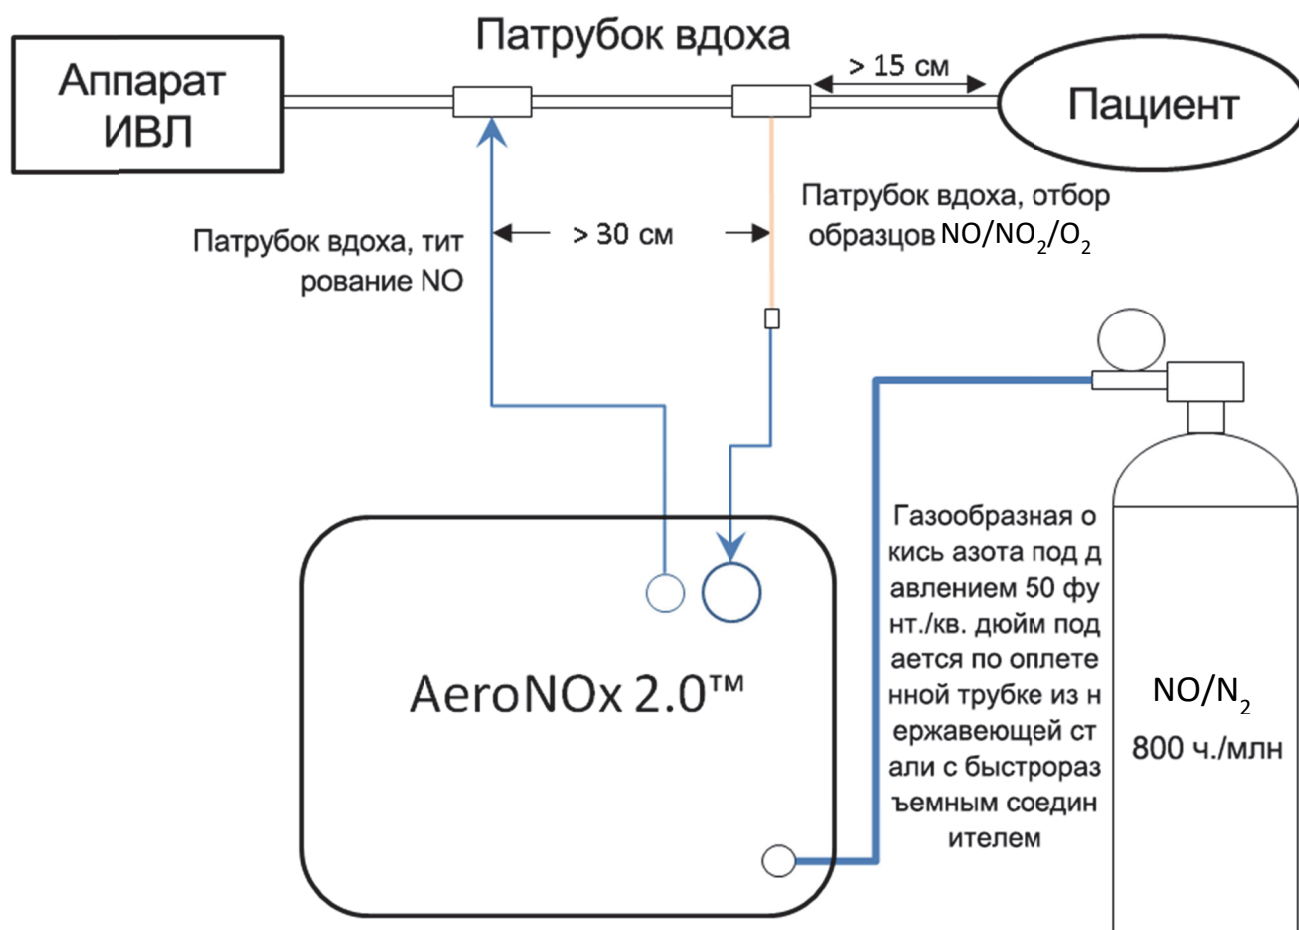 Патрубок вдоха
> 15 см
Аппарат
ИВЛ
Пациент
Патрубок вдоха, отбор
образцов NO/NO₂/O₂
> 30 см
Патрубок вдоха, тит
рование NO
Газообразная о
кись азота под д
авлением 50 фу
нт./кв. дюйм под
ается по оплете
нной трубке из н
ержавеющей ст
али с быстрораз
ъемным соедин
ителем
AeroNOx 2.0™
NO/N₂
800 ч./млн